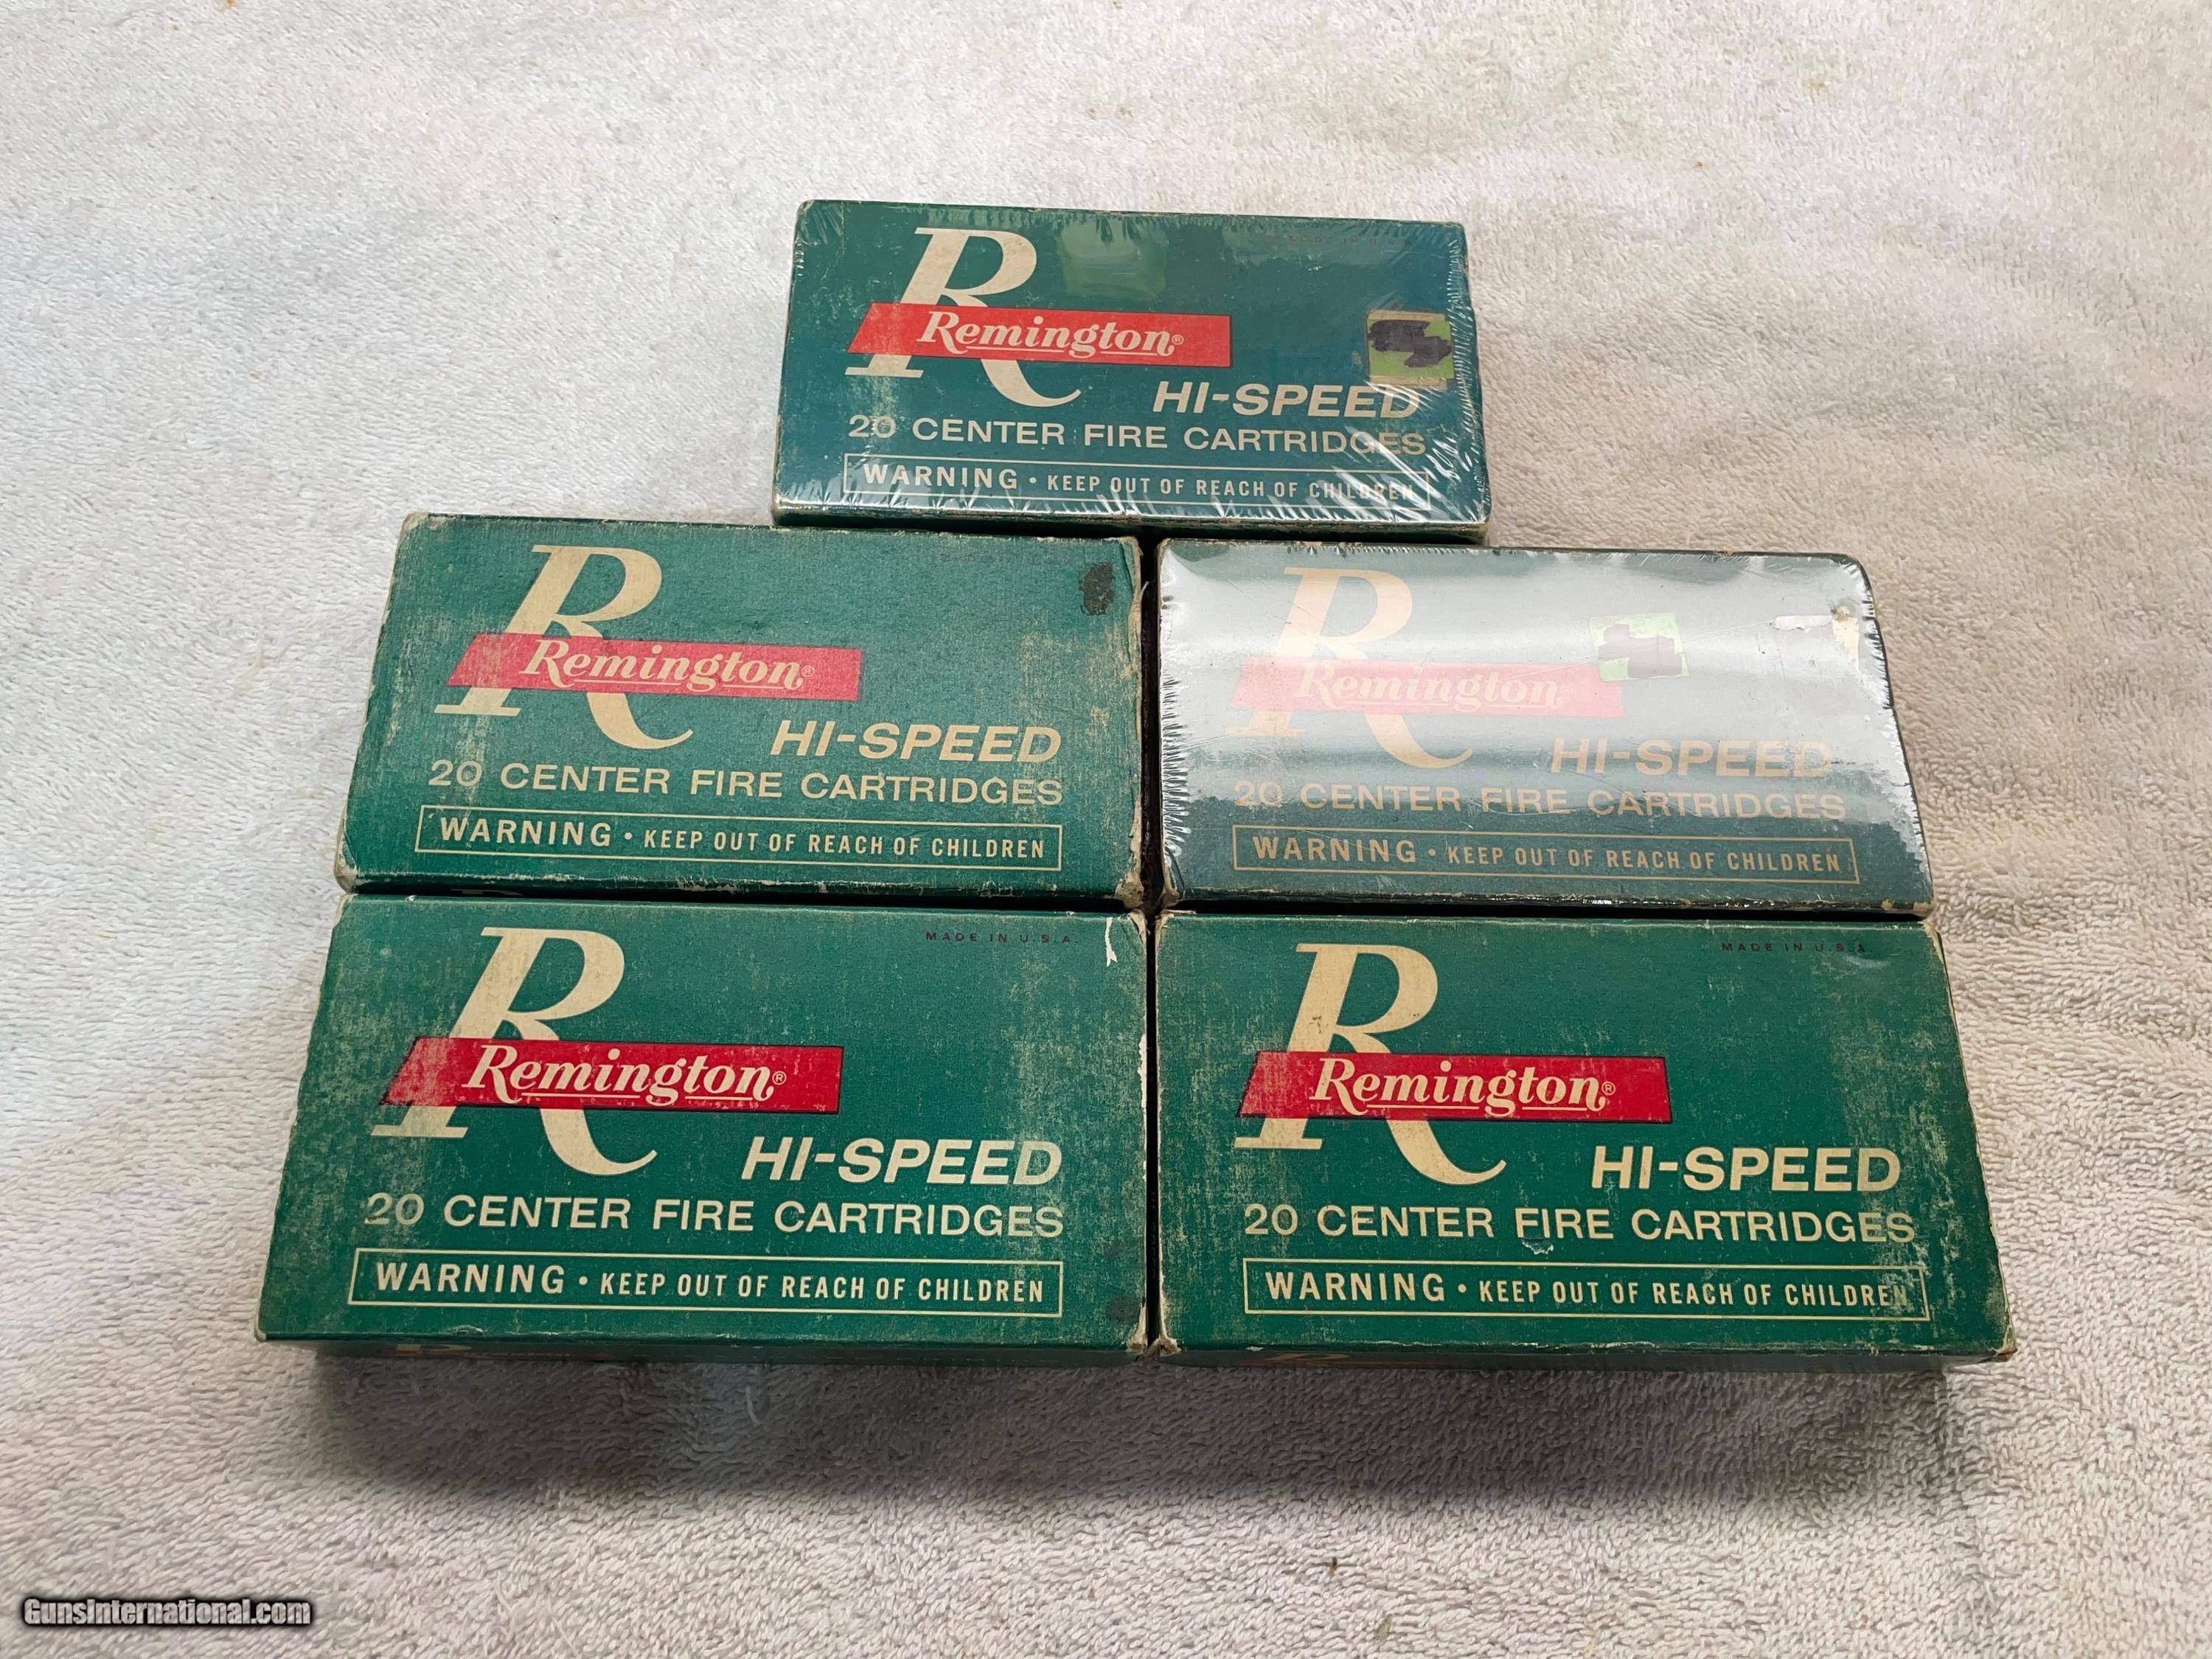 R
Remington®
HI-SPEED
20 CENTER FIRE CARTRIDGES
WARNING • KEEP OUT OF REACH OF CHILDREN
R
Remington®
HI-SPEED
20 CENTER FIRE CARTRIDGES
WARNING • KEEP OUT OF REACH OF CHILDREN
R
Remington
HI-SPEED
20 CENTER FIRE CARTRIDGES
WARNING • KEEP OUT OF REACH OF CHILDREN
MADE IN U.S.A.
R
Remington®
HI-SPEED
20 CENTER FIRE CARTRIDGES
WARNING • KEEP OUT OF REACH OF CHILDREN
MADE IN U.S.A.
R
Remington®
HI-SPEED
20 CENTER FIRE CARTRIDGES
WARNING • KEEP OUT OF REACH OF CHILDREN
GunsInternational.com